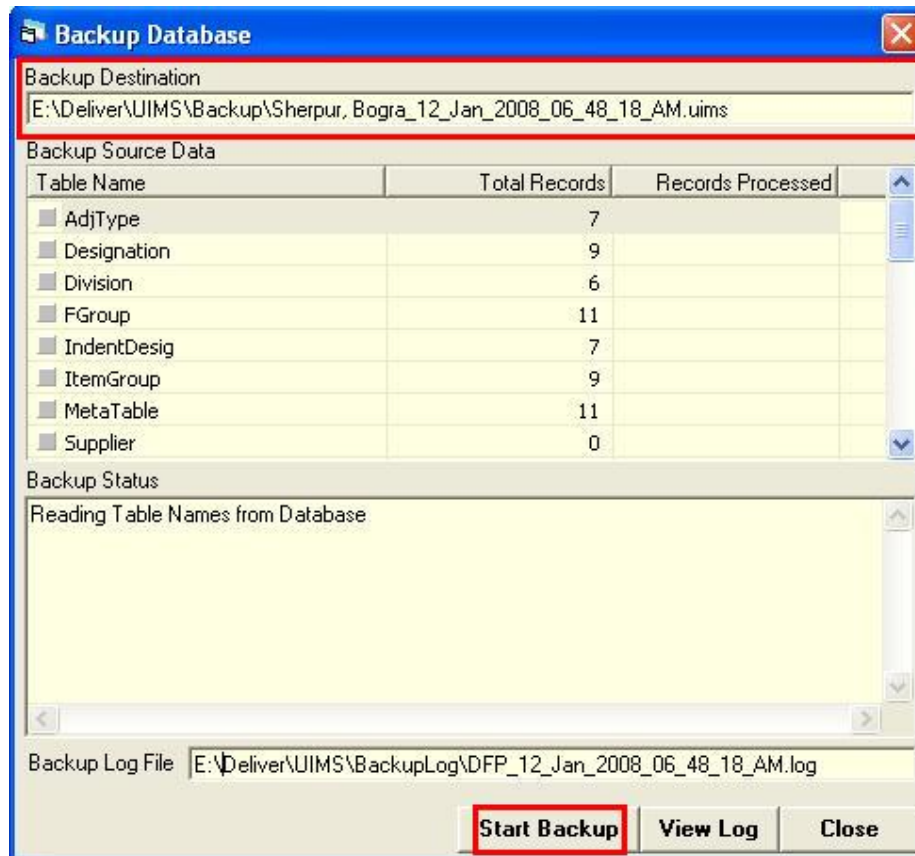 Backup Database
Backup Destination
E:\Deliver\UIMS\Backup\Sherpur, Bogra_12_Jan_2008_06_48_18_AM.uims
Backup Source Data
Table Name Total Records Records Processed
AdjType 7
Designation 9
Division 6
FGroup 11
IndentDesig 7
ItemGroup 9
MetaTable 11
Supplier 0
Backup Status
Reading Table Names from Database
Backup Log File E:\Deliver\UIMS\BackupLog\DFP_12_Jan_2008_06_48_18_AM.log
Start Backup View Log Close